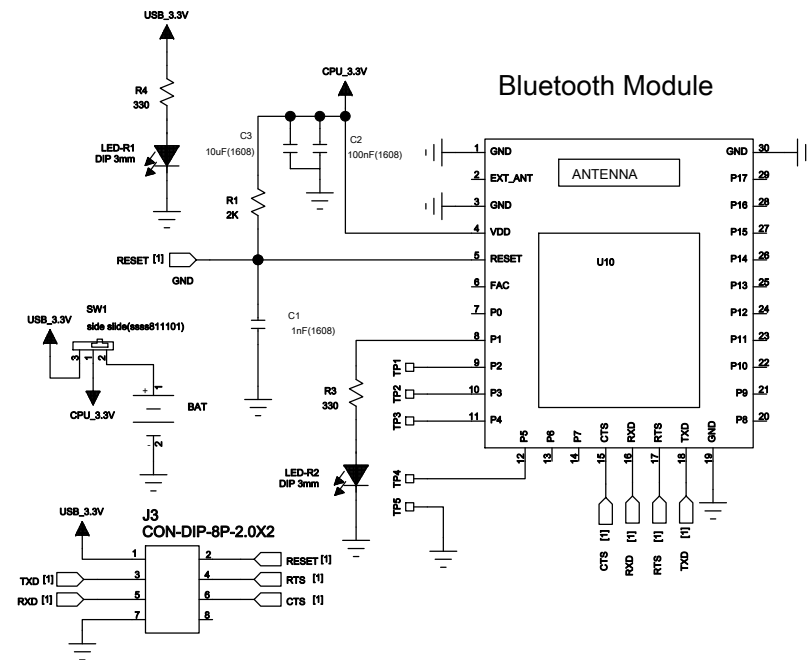 USB_3.3V
R4
330
LED-R1
DIP 3mm
CPU_3.3V
C3
10uF(1608)
C2
100nF(1608)
R1
2K
RESET [1]
GND
C1
1nF(1608)
Bluetooth Module
ANTENNA
U10
1 GND
2 EXT_ANT
3 GND
4 VDD
5 RESET
6 FAC
7 P0
8 P1
9 P2
10 P3
11 P4
GND 30
P17 29
P16 28
P15 27
P14 26
P13 25
P12 24
P11 23
P10 22
P9 21
P8 20
P5 P6 P7 CTS RXD RTS TXD GND
12 13 14 15 16 17 18 19
CTS [1]
RXD [1]
RTS [1]
TXD [1]
TP1
TP2
TP3
TP4
TP5
R3
330
LED-R2
DIP 3mm
SW1
side slide(ssss811101)
USB_3.3V
3 1 2
CPU_3.3V
+ 1
BAT
- 2
USB_3.3V
J3
CON-DIP-8P-2.0X2
1 2 RESET [1]
TXD [1] 3 4 RTS [1]
RXD [1] 5 6 CTS [1]
7 8